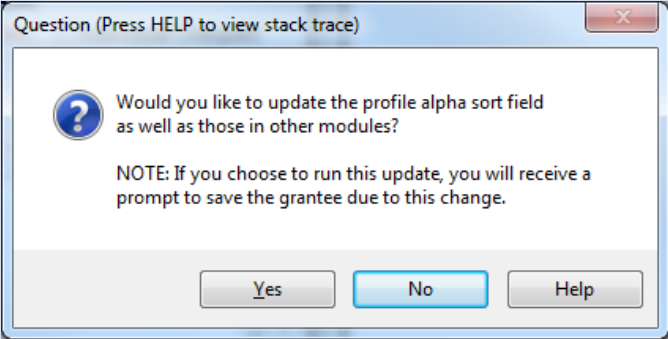 Question (Press HELP to view stack trace)
Would you like to update the profile alpha sort field
as well as those in other modules?
NOTE: If you choose to run this update, you will receive a
prompt to save the grantee due to this change.
Yes
No
Help